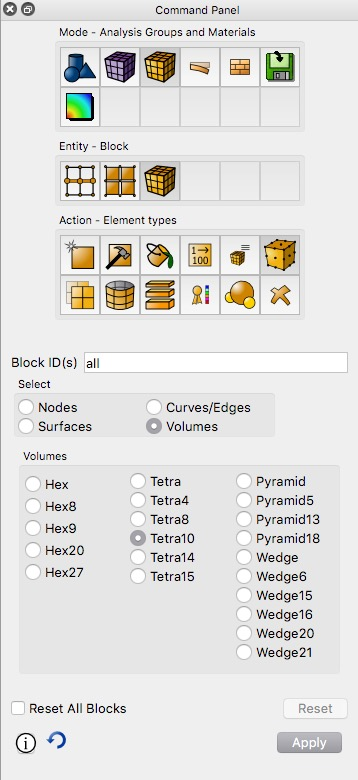 Command Panel
Mode - Analysis Groups and Materials
Entity - Block
Action - Element types
1→
100
Block ID(s) all
Select
Nodes Curves/Edges
Surfaces Volumes
Volumes
Hex
Hex8
Hex9
Hex20
Hex27
Tetra
Tetra4
Tetra8
Tetra10
Tetra14
Tetra15
Pyramid
Pyramid5
Pyramid13
Pyramid18
Wedge
Wedge6
Wedge15
Wedge16
Wedge20
Wedge21
Reset All Blocks Reset
Apply